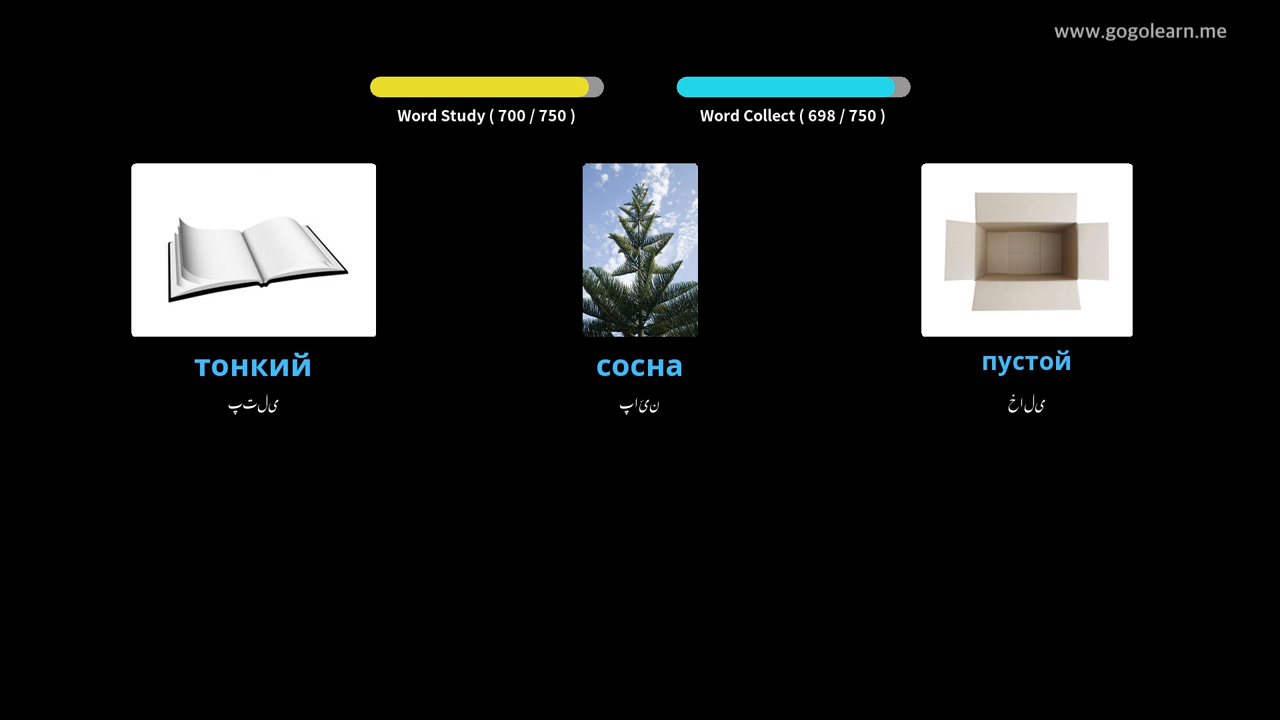 www.gogolearn.me
Word Study ( 700 / 750 )
Word Collect ( 698 / 750 )
тонкий
сосна
пустой
پتلی
پائن
خالی